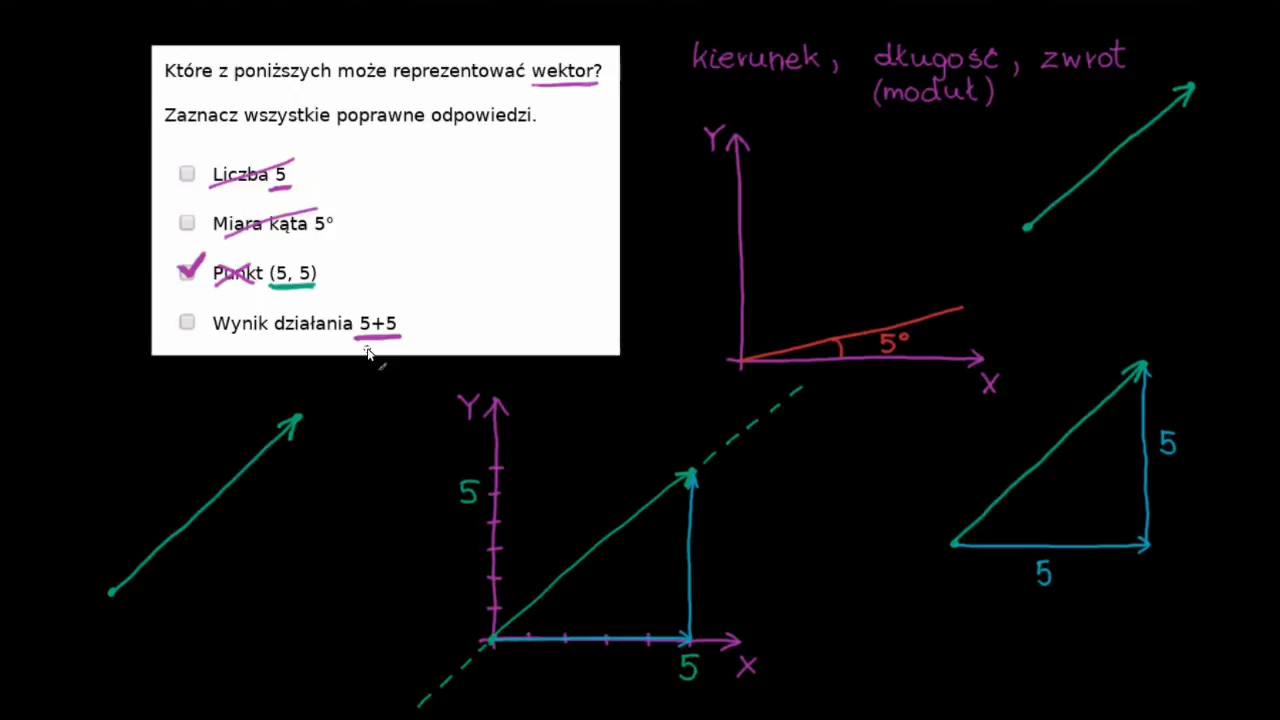 Które z poniższych może reprezentować wektor?
Zaznacz wszystkie poprawne odpowiedzi.
Liczba 5
Miara kąta 5°
Punkt (5, 5)
Wynik działania 5+5
kierunek, długość, zwrot
(moduł)
Y
5°
X
Y
5
5
X
5
5